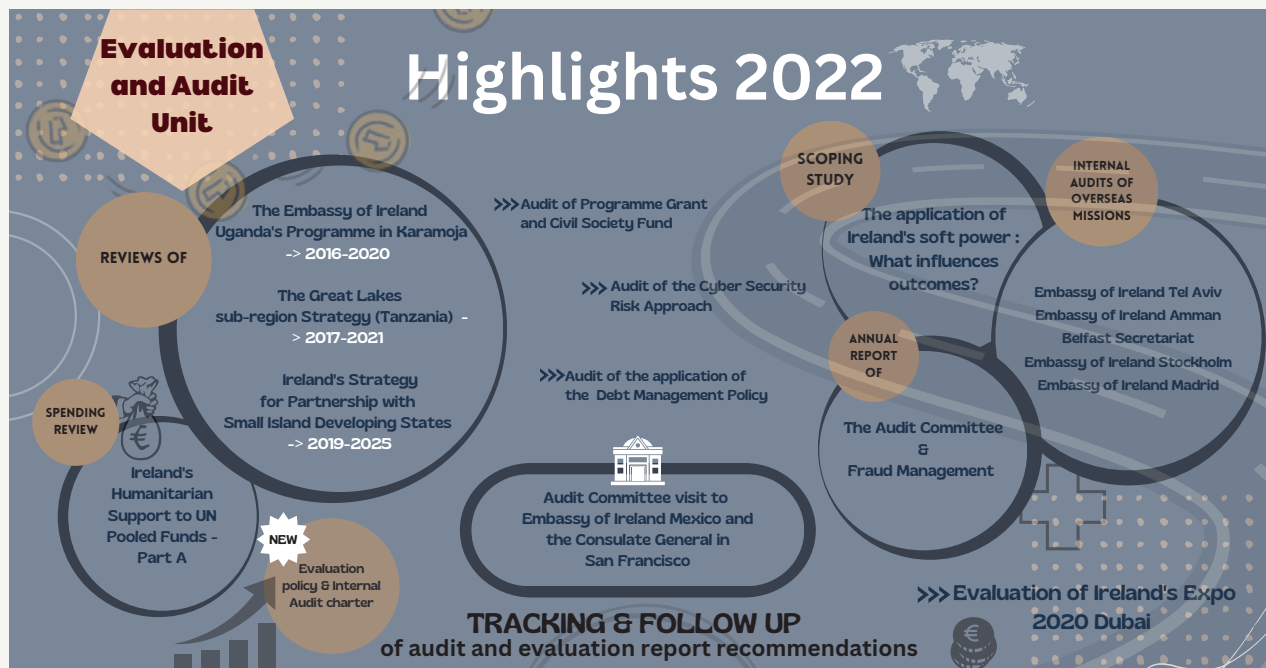 Evaluation
and Audit
Unit
Highlights 2022
REVIEWS OF
The Embassy of Ireland
Uganda's Programme in Karamoja
-> 2016-2020
The Great Lakes
sub-region Strategy (Tanzania) -
> 2017-2021
Ireland's Strategy
for Partnership with
Small Island Developing States
-> 2019-2025
SPENDING
REVIEW
Ireland's
Humanitarian
Support to UN
Pooled Funds -
Part A
NEW
Evaluation
policy & Internal
Audit charter
>>>Audit of Programme Grant
and Civil Society Fund
>>> Audit of the Cyber Security
Risk Approach
>>>Audit of the application of
the Debt Management Policy
Audit Committee visit to
Embassy of Ireland Mexico and
the Consulate General in
San Francisco
TRACKING & FOLLOW UP
of audit and evaluation report recommendations
SCOPING
STUDY
The application of
Ireland's soft power :
What influences
outcomes?
INTERNAL
AUDITS OF
OVERSEAS
MISSIONS
Embassy of Ireland Tel Aviv
Embassy of Ireland Amman
Belfast Secretariat
Embassy of Ireland Stockholm
Embassy of Ireland Madrid
ANNUAL
REPORT
OF
The Audit Committee
&
Fraud Management
>>>Evaluation of Ireland's Expo
2020 Dubai